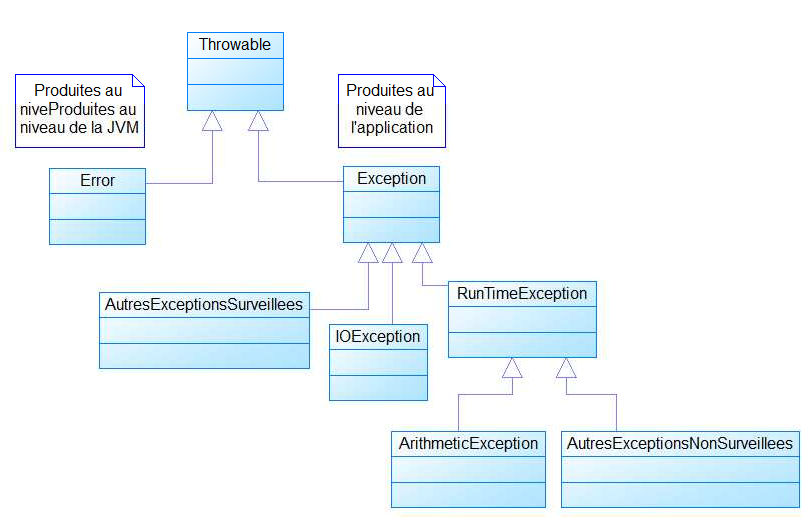 Throwable
Produites au
niveProduites au
niveau de la JVM
Produites au
niveau de
l'application
Error
Exception
AutresExceptionsSurveillees
IOException
RunTimeException
ArithmeticException
AutresExceptionsNonSurveillees